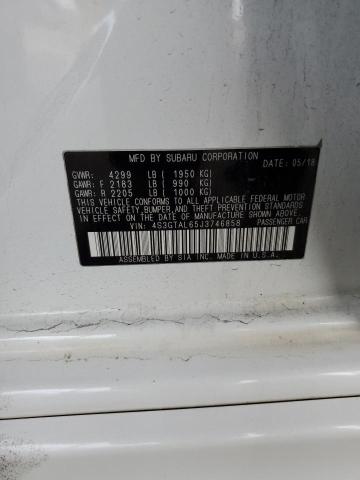 MFD BY SUBARU CORPORATION DATE: 05/18
GVWR: 4299 LB ( 1950 KG)
GAWR: F 2183 LB ( 990 KG)
GAWR: R 2205 LB ( 1000 KG)
THIS VEHICLE CONFORMS TO ALL APPLICABLE FEDERAL MOTOR
VEHICLE SAFETY,BUMPER,AND THEFT PREVENTION STANDARDS
IN EFFECT ON THE DATE OF MANUFACTURE SHOWN ABOVE.
VIN: 4S3GTAL65J3746858 PASSENGER CAR
ASSEMBLED BY SIA INC. MADE IN U.S.A.